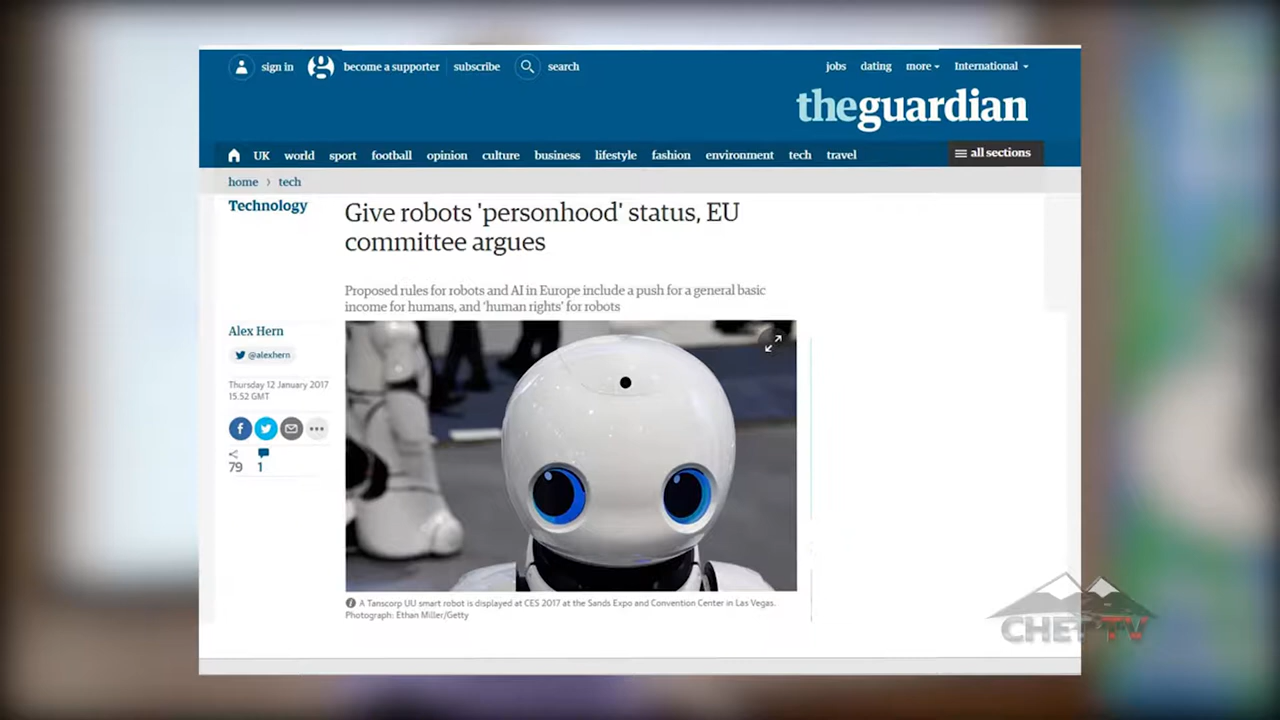 sign in
become a supporter
subscribe
search
jobs
dating
more
International
theguardian
UK
world
sport
football
opinion
culture
business
lifestyle
fashion
environment
tech
travel
all sections
home › tech
Technology
Give robots 'personhood' status, EU
committee argues
Proposed rules for robots and AI in Europe include a push for a general basic
income for humans, and ‘human rights’ for robots
Alex Hern
@alexhern
Thursday 12 January 2017
15.52 GMT
79
1
A Tanscorp UU smart robot is displayed at CES 2017 at the Sands Expo and Convention Center in Las Vegas.
Photograph: Ethan Miller/Getty
CHET TV